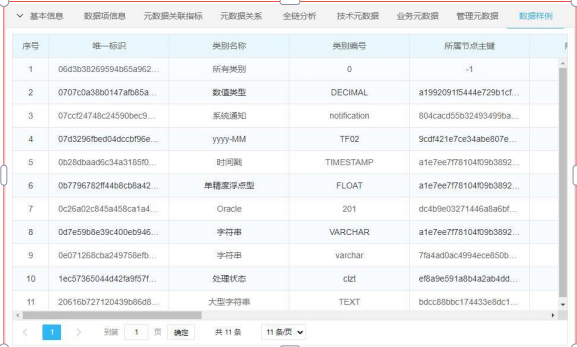 基本信息 数据项信息 元数据关联指标 元数据关系 全链分析 技术元数据 业务元数据 管理元数据 数据样例
序号 唯一标识 类别名称 类别编号 所属节点主键
1 06d3b38269594b65a962... 所有类别 0 -1
2 0707c0a38b0147afb85a... 数值类型 DECIMAL a1992091f5444e729b1cf...
3 07ccf24748c24590bec9... 系统通知 notification 804cacd55b32493499ba...
4 07d3296fbed04dccbf96e... yyyy-MM TF02 9cdf421e7ce34abe807e...
5 0b28dbaad6c34a3185f0... 时间戳 TIMESTAMP a1e7ee7f78104f09b3892...
6 0b7796782ff44b8cb8a42... 单精度浮点型 FLOAT a1e7ee7f78104f09b3892...
7 0c26a02c845a458ca1a4... Oracle 201 dc4b9e03271446a8a6bf...
8 0d7e59b8e39c400eb946... 字符串 VARCHAR a1e7ee7f78104f09b3892...
9 0e071268cba249758efb... 字符串 varchar 7fa4ad0ac4994ece850b...
10 1ec57365044d42fa9f57f... 处理状态 clzt ef8a9e591a8b4a2ab4dd...
11 20616b727120439b86d8... 大型字符串 TEXT bdcc88bbc174433e8dc1...
1 到第 1 页 确定 共 11 条 11 条/页